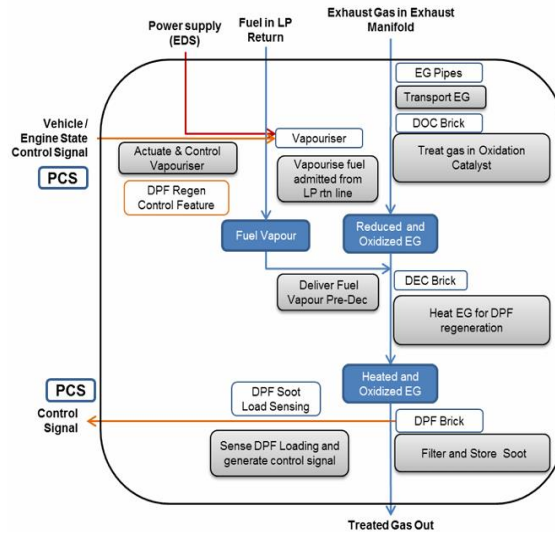 Power supply
(EDS)
Fuel in LP
Return
Exhaust Gas in Exhaust
Manifold
EG Pipes
Transport EG
DOC Brick
Treat gas in Oxidation
Catalyst
Vehicle /
Engine State
Control Signal
PCS
Vapouriser
Actuate & Control
Vapouriser
DPF Regen
Control Feature
Vapourise fuel
admitted from
LP rtn line
Fuel Vapour
Reduced and
Oxidized EG
Deliver Fuel
Vapour Pre-Dec
DEC Brick
Heat EG for DPF
regeneration
Heated and
Oxidized EG
PCS
Control
Signal
DPF Soot
Load Sensing
DPF Brick
Sense DPF Loading and
generate control signal
Filter and Store Soot
Treated Gas Out